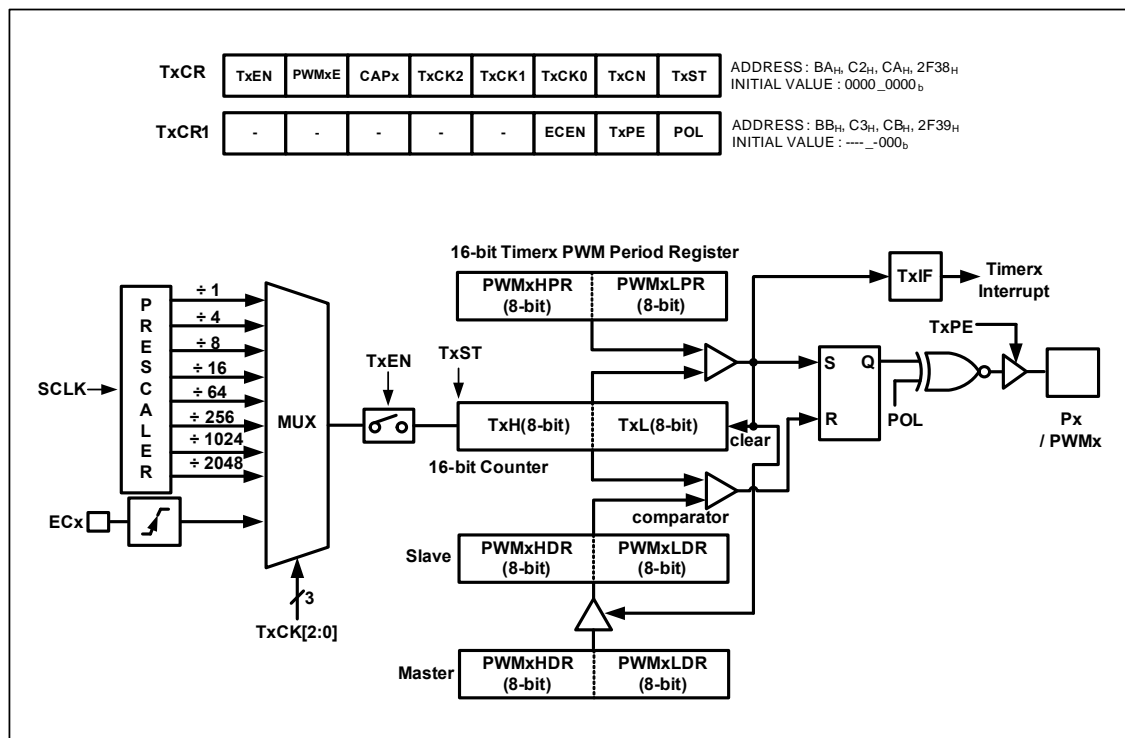 TxCR TxEN PWMxE CAPx TxCK2 TxCK1 TxCK0 TxCN TxST
ADDRESS : BAH, C2H, CAH, 2F38H
INITIAL VALUE : 0000_0000b
TxCR1 - - - - - ECEN TxPE POL
ADDRESS : BBH, C3H, CBH, 2F39H
INITIAL VALUE : ----_-000b
16-bit Timerx PWM Period Register
PWMxHPR
(8-bit)
PWMxLPR
(8-bit)
TxIF
Timerx
Interrupt
PRESCALER
÷ 1
÷ 4
÷ 8
÷ 16
÷ 64
÷ 256
÷ 1024
÷ 2048
SCLK
MUX
TxEN
TxST
TxH(8-bit)
TxL(8-bit)
clear
16-bit Counter
S
Q
R
TxPE
POL
Px
/ PWMx
ECx
comparator
Slave
PWMxHDR
(8-bit)
PWMxLDR
(8-bit)
3
TxCK[2:0]
Master
PWMxHDR
(8-bit)
PWMxLDR
(8-bit)